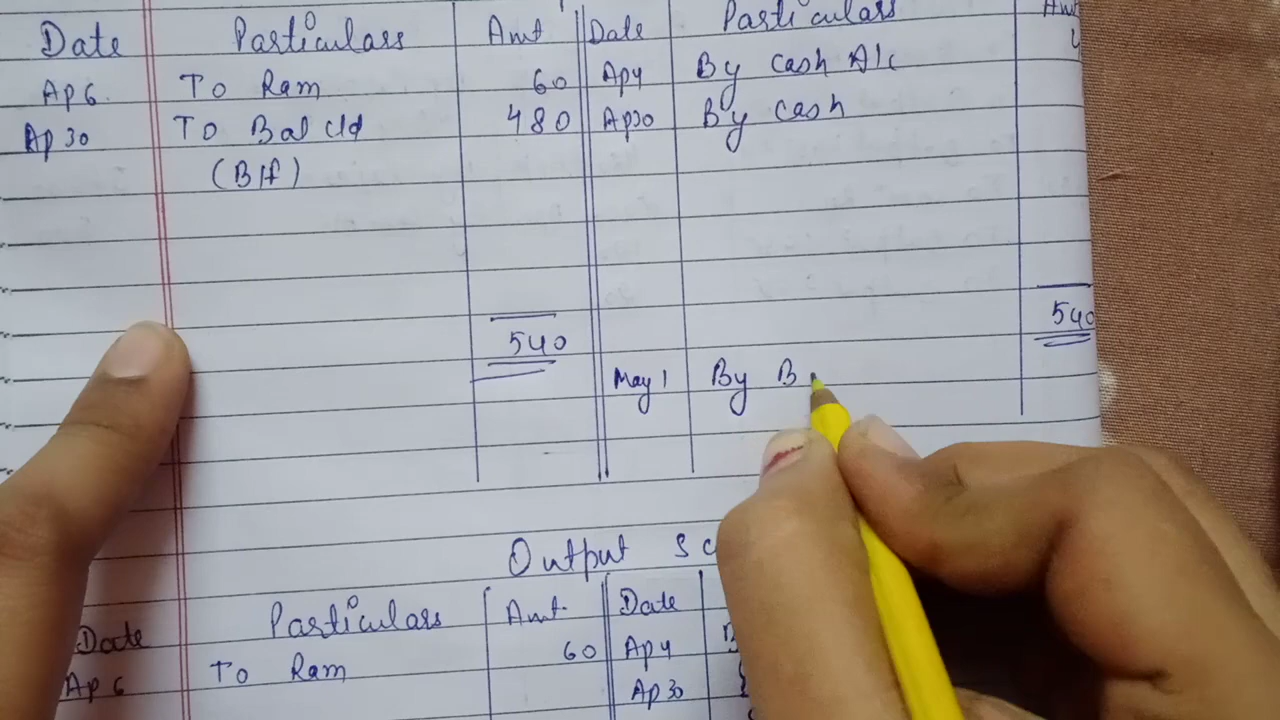 Date Particulars Amt Date Particulars Amt
Ap 6 To Ram 60 Ap 4 By cash A/c
Ap 30 To Bal c/d 480 Ap 30 By cash
(B/f)
540 540
May 1 By B
Output
Date Particulars Amt Date
Ap 6 To Ram 60 Ap 4
Ap 30